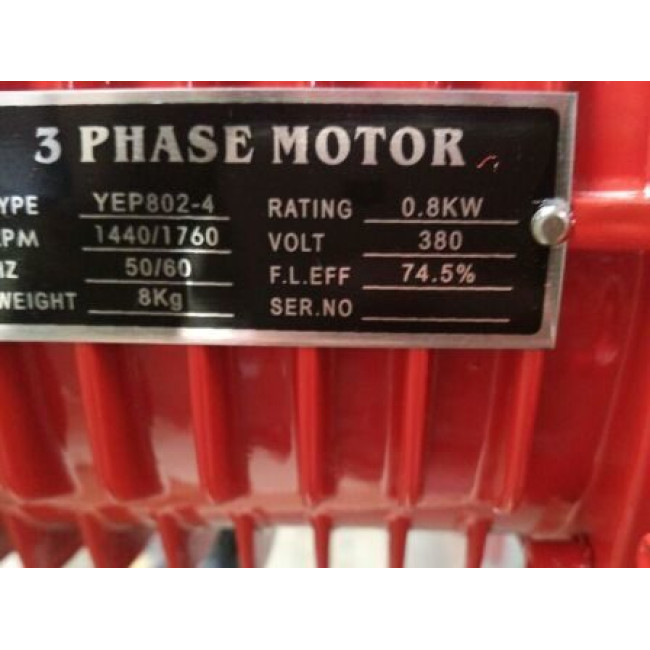 3 PHASE MOTOR
YPE YEP802-4 RATING 0.8KW
PM 1440/1760 VOLT 380
HZ 50/60 F.L.EFF 74.5%
WEIGHT 8Kg SER.NO